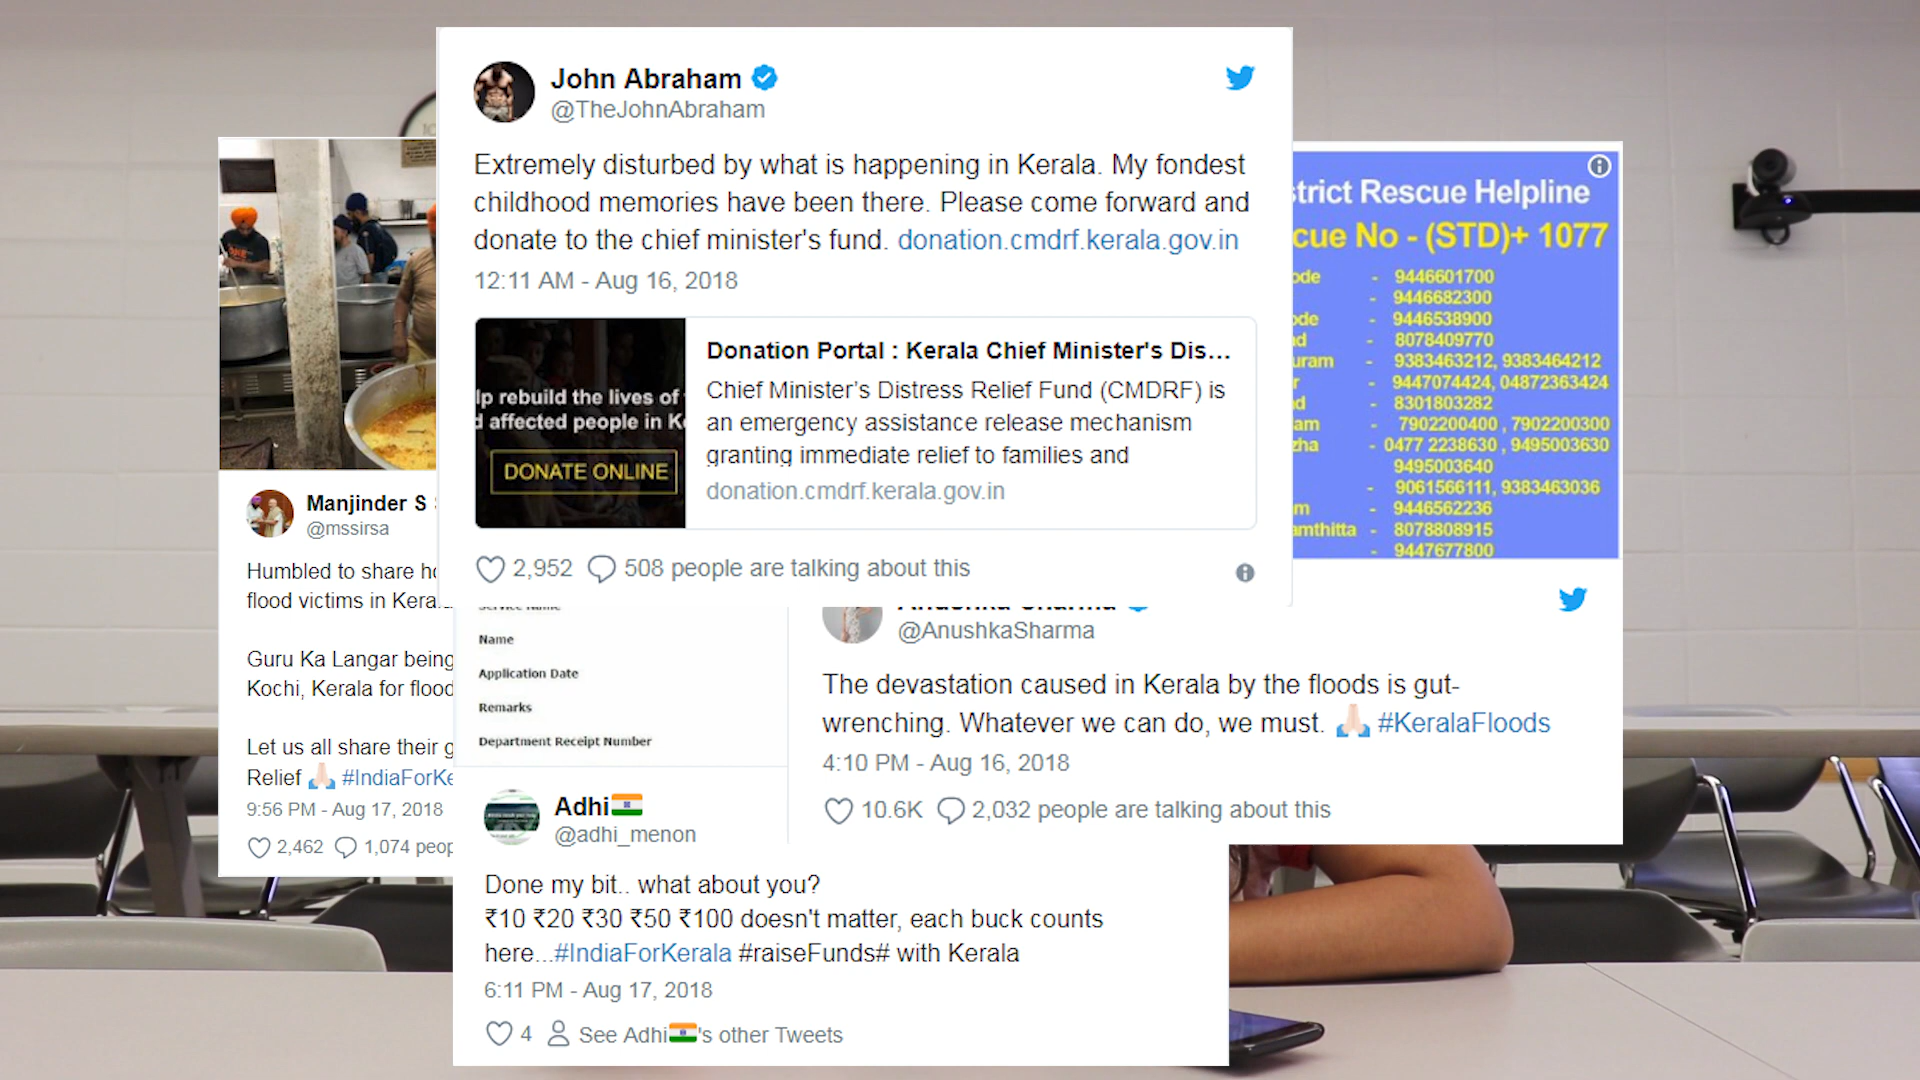 John Abraham
@TheJohnAbraham
Extremely disturbed by what is happening in Kerala. My fondest
childhood memories have been there. Please come forward and
donate to the chief minister's fund. donation.cmdrf.kerala.gov.in
12:11 AM - Aug 16, 2018
lp rebuild the lives of
d affected people in K
DONATE ONLINE
Donation Portal : Kerala Chief Minister's Dis...
Chief Minister's Distress Relief Fund (CMDRF) is
an emergency assistance release mechanism
granting immediate relief to families and
donation.cmdrf.kerala.gov.in
2,952 508 people are talking about this
strict Rescue Helpline
cue No - (STD)+ 1077
ode - 9446601700
- 9446682300
ode - 9446538900
d - 8078409770
uram - 9383463212, 9383464212
r - 9447074424, 04872363424
d - 8301803282
am - 7902200400 , 7902200300
zha - 0477 2238630 , 9495003630
9495003640
- 9061566111, 9383463036
m - 9446562236
amthitta - 8078808915
- 9447677800
Manjinder S
@mssirsa
Humbled to share
flood victims in Kera
Guru Ka Langar being
Kochi, Kerala for flood
Let us all share their g
Relief 🙏🏻 #IndiaForKe
9:56 PM - Aug 17, 2018
2,462 1,074 peop
Service Name
Name
Application Date
Remarks
Department Receipt Number
Anushka Sharma
@AnushkaSharma
The devastation caused in Kerala by the floods is gut-
wrenching. Whatever we can do, we must. 🙏🏻 #KeralaFloods
4:10 PM - Aug 16, 2018
10.6K 2,032 people are talking about this
Adhi🇮🇳
@adhi_menon
Done my bit.. what about you?
₹10 ₹20 ₹30 ₹50 ₹100 doesn't matter, each buck counts
here...#IndiaForKerala #raiseFunds# with Kerala
6:11 PM - Aug 17, 2018
4 See Adhi🇮🇳's other Tweets